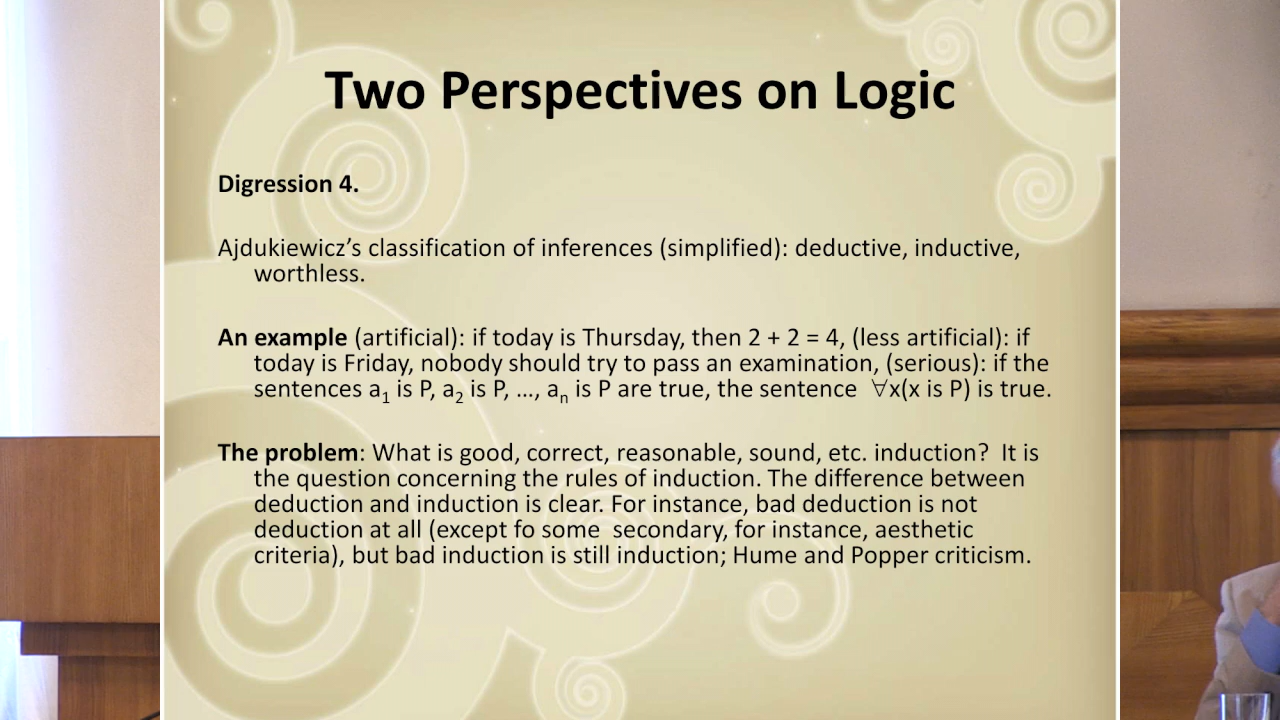 Two Perspectives on Logic
Digression 4.
Ajdukiewicz’s classification of inferences (simplified): deductive, inductive,
worthless.
An example (artificial): if today is Thursday, then 2 + 2 = 4, (less artificial): if
today is Friday, nobody should try to pass an examination, (serious): if the
sentences a₁ is P, a₂ is P, …, aₙ is P are true, the sentence ∀x(x is P) is true.
The problem: What is good, correct, reasonable, sound, etc. induction? It is
the question concerning the rules of induction. The difference between
deduction and induction is clear. For instance, bad deduction is not
deduction at all (except fo some secondary, for instance, aesthetic
criteria), but bad induction is still induction; Hume and Popper criticism.